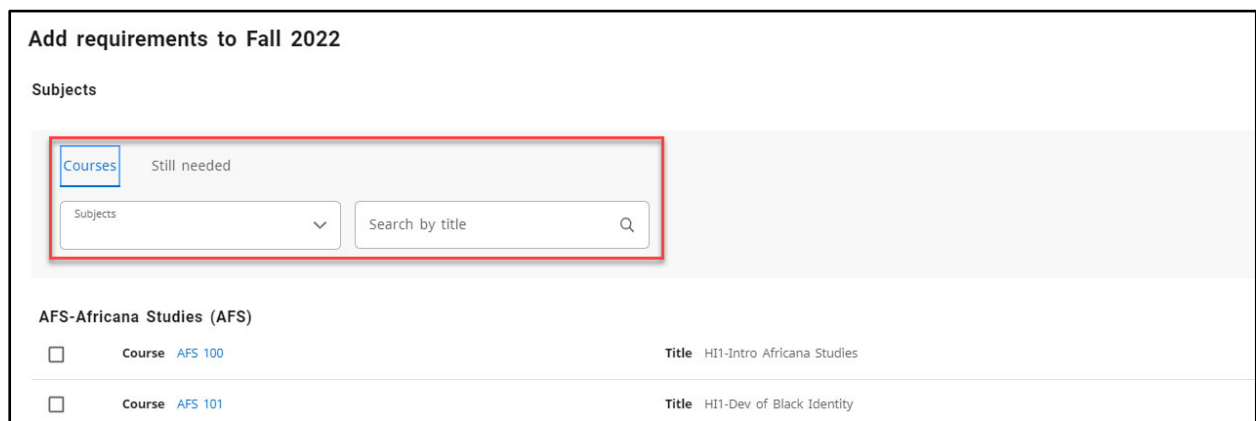 Add requirements to Fall 2022
Subjects
Courses Still needed
Subjects
Search by title
AFS-Africana Studies (AFS)
Course AFS 100 Title HI1-Intro Africana Studies
Course AFS 101 Title HI1-Dev of Black Identity